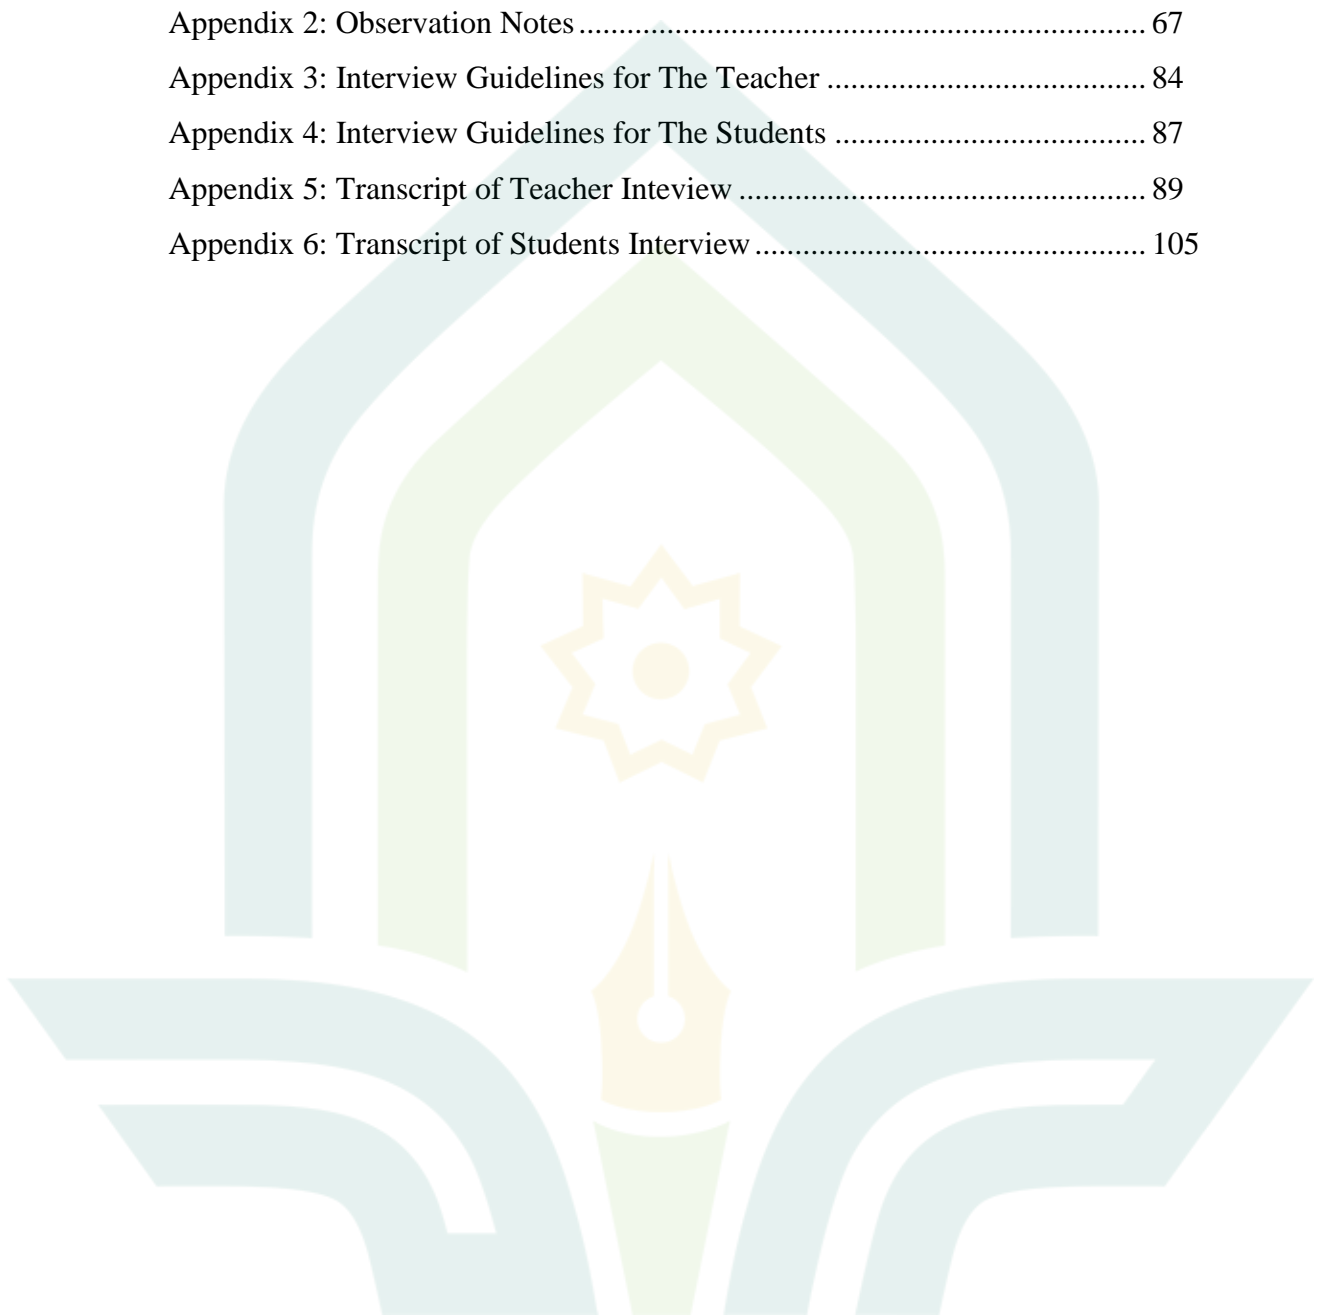 Appendix 2: Observation Notes ........................................................................ 67
Appendix 3: Interview Guidelines for The Teacher ........................................ 84
Appendix 4: Interview Guidelines for The Students ....................................... 87
Appendix 5: Transcript of Teacher Inteview ................................................... 89
Appendix 6: Transcript of Students Interview ................................................. 105